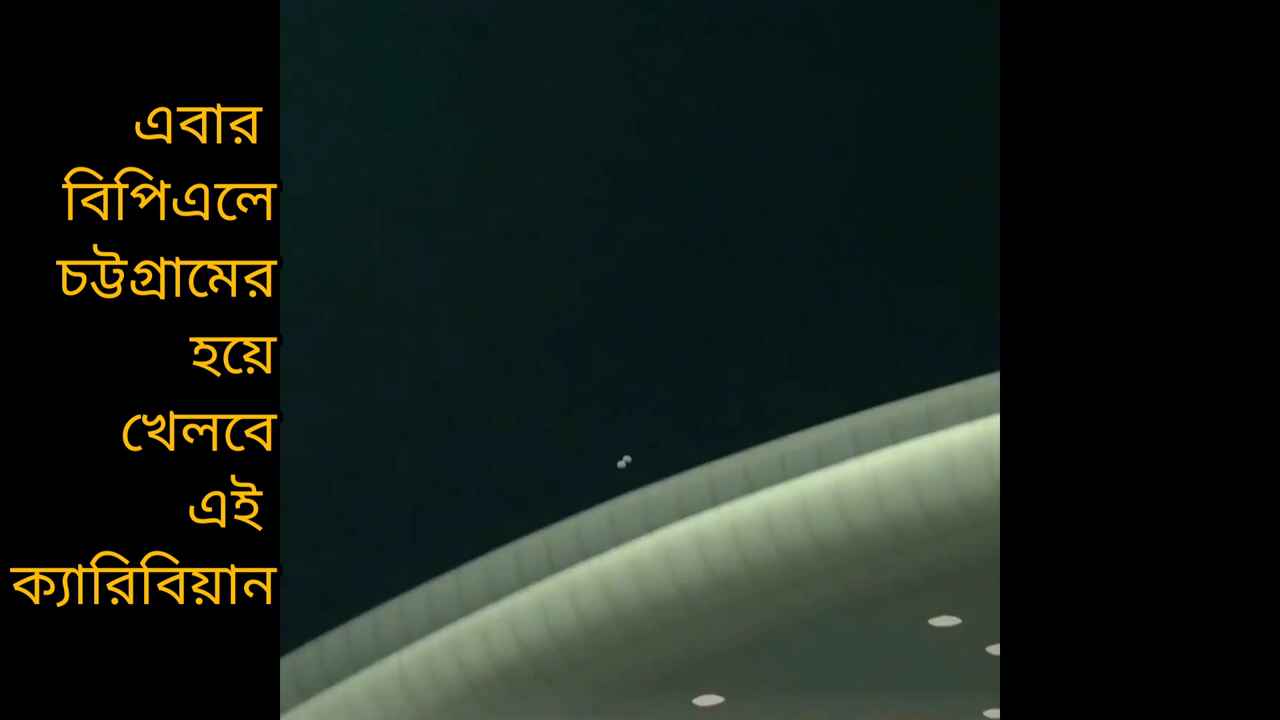 এবার
বিপিএলে
চট্টগ্রামের
হয়ে
খেলবে
এই
ক্যারিবিয়ান